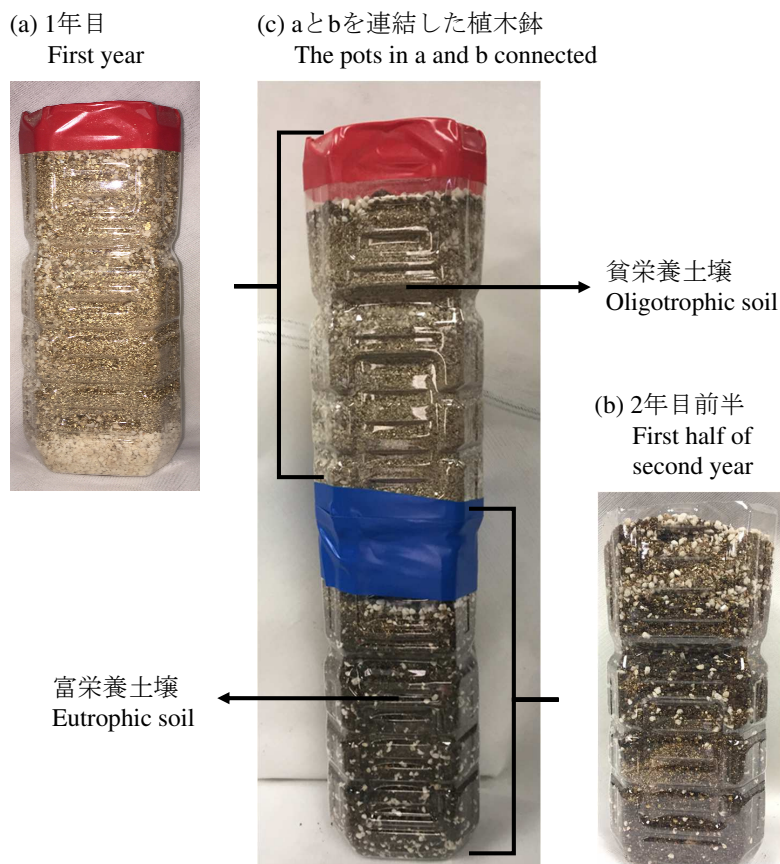 (a) 1年目
First year
(c) aとbを連結した植木鉢
The pots in a and b connected
貧栄養土壌
Oligotrophic soil
(b) 2年目前半
First half of
second year
富栄養土壌
Eutrophic soil